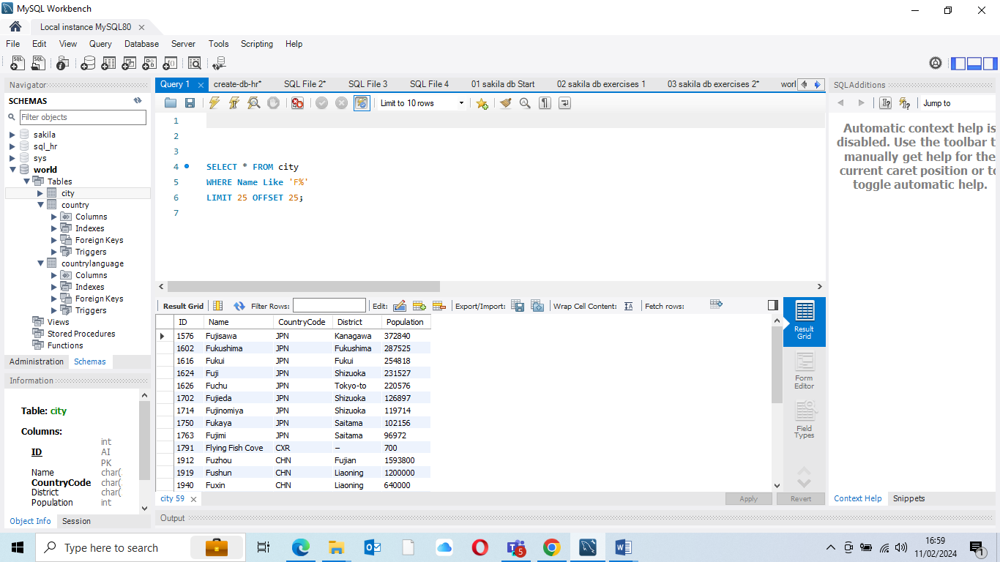 MySQL Workbench
Local instance MySQL80
File Edit View Query Database Server Tools Scripting Help
Navigator
SCHEMAS
Filter objects
sakila
sql_hr
sys
world
Tables
city
country
Columns
Indexes
Foreign Keys
Triggers
countrylanguage
Columns
Indexes
Foreign Keys
Triggers
Views
Stored Procedures
Functions
Administration Schemas
Information
Table: city
Columns:
ID int AI PK
Name char(
CountryCode char(
District char(
Population int
Object Info Session
Query 1 create-db-hr* SQL File 2* SQL File 3 SQL File 4 01 sakila db Start 02 sakila db exercises 1 03 sakila db exercises 2* worl
Limit to 10 rows
1
2
3
4 SELECT * FROM city
5 WHERE Name Like 'F%'
6 LIMIT 25 OFFSET 25;
7
Result Grid Filter Rows: Edit: Export/Import: Wrap Cell Content: Fetch rows:
ID Name CountryCode District Population
1576 Fujisawa JPN Kanagawa 372840
1602 Fukushima JPN Fukushima 287525
1616 Fukui JPN Fukui 254818
1624 Fuji JPN Shizuoka 231527
1626 Fuchu JPN Tokyo-to 220576
1702 Fujieda JPN Shizuoka 126897
1714 Fujinomiya JPN Shizuoka 119714
1750 Fukaya JPN Saitama 102156
1763 Fujimi JPN Saitama 96972
1791 Flying Fish Cove CXR – 700
1912 Fuzhou CHN Fujian 1593800
1919 Fushun CHN Liaoning 1200000
1940 Fuxin CHN Liaoning 640000
Result Grid
Form Editor
Field Types
city 59
Apply Revert
Output
SQLAdditions
Jump to
Automatic context help is
disabled. Use the toolbar t
manually get help for the
current caret position or to
toggle automatic help.
Context Help Snippets
Type here to search
5
16:59
11/02/2024
1